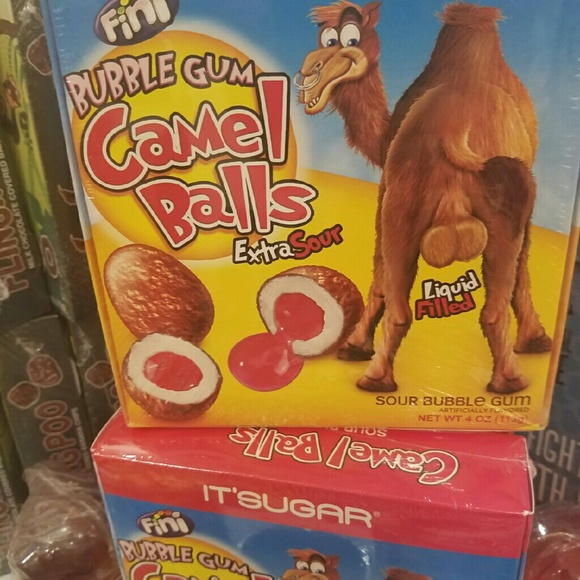 Fini
BUBBLE GUM
Camel
Balls
Extra Sour
Liquid
Filled
SOUR BUBBLE GUM
ARTIFICIALLY FLAVORED
NET WT 4 OZ
Camel Balls
IT'SUGAR
Fini
BUBBLE GUM